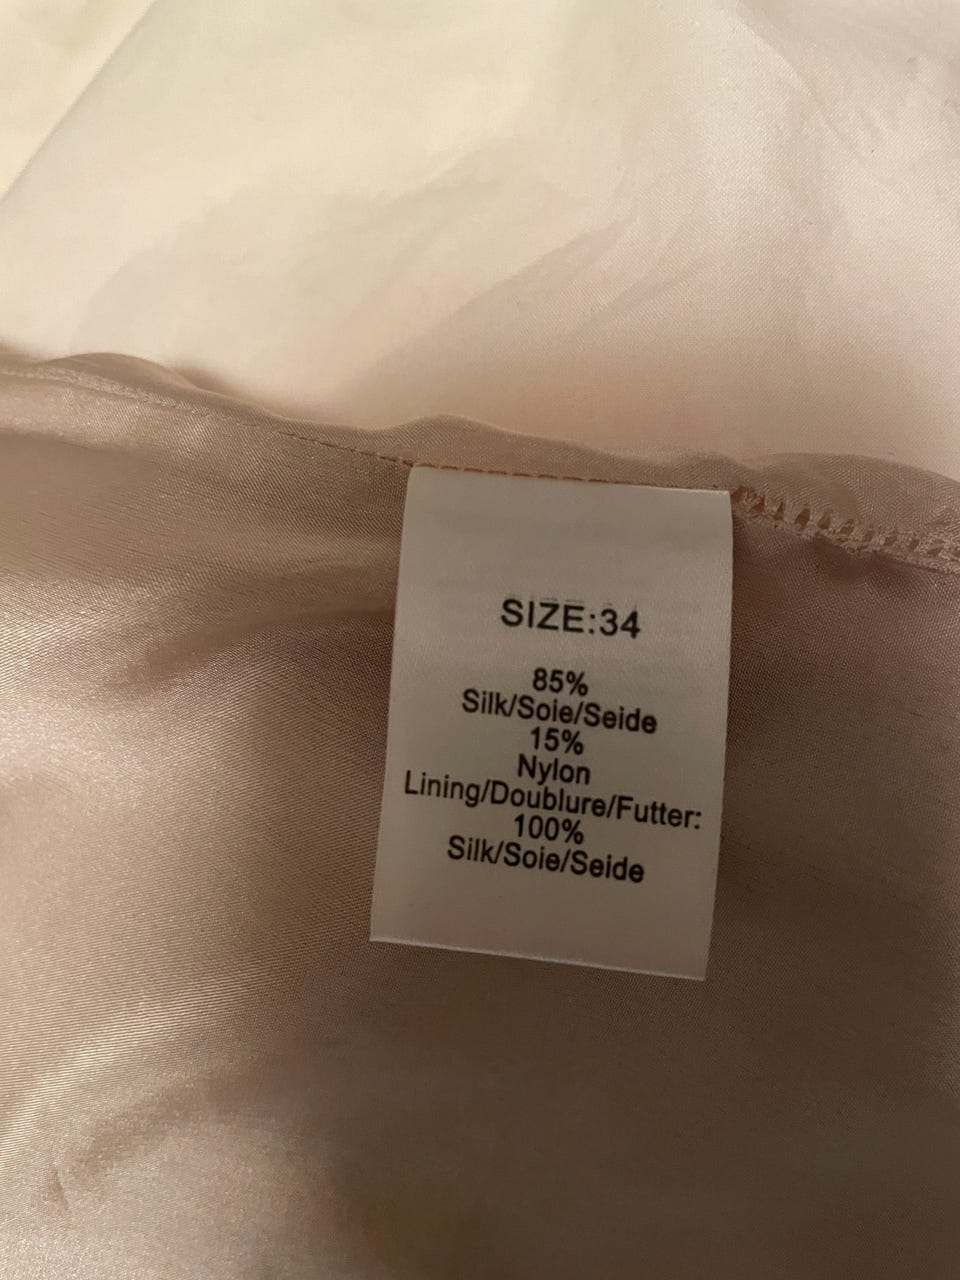 SIZE:34
85%
Silk/Soie/Seide
15%
Nylon
Lining/Doublure/Futter:
100%
Silk/Soie/Seide